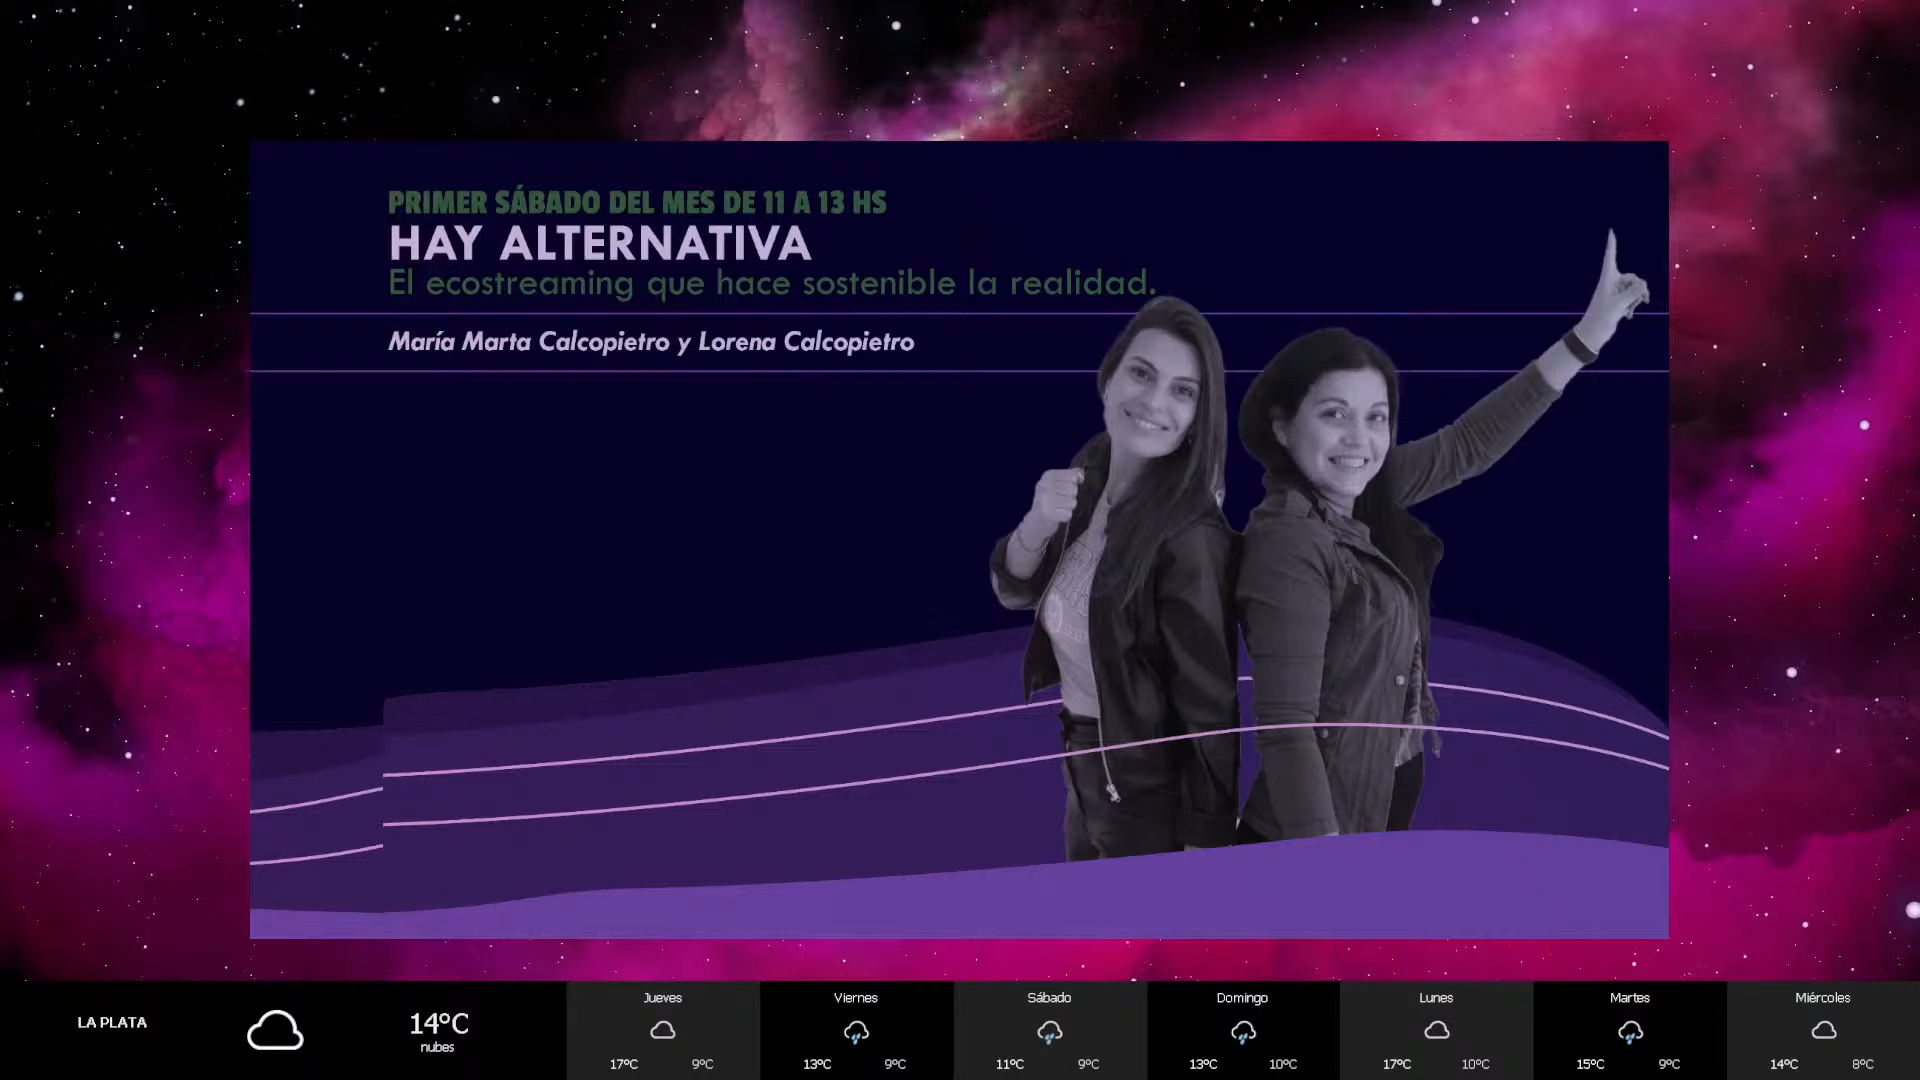 PRIMER SÁBADO DEL MES DE 11 A 13 HS
HAY ALTERNATIVA
El ecostreaming que hace sostenible la realidad.
María Marta Calcopietro y Lorena Calcopietro
LA PLATA
14°C
nubes
Jueves
17°C 9°C
Viernes
13°C 9°C
Sábado
11°C 9°C
Domingo
13°C 10°C
Lunes
17°C 10°C
Martes
15°C 9°C
Miércoles
14°C 8°C